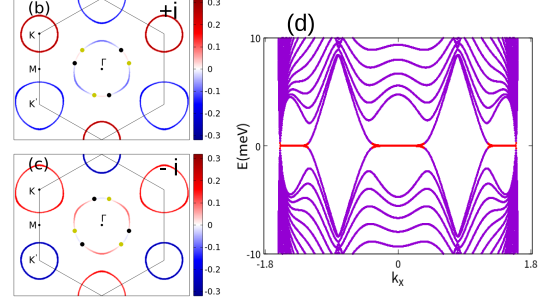 (b)
+i
K
M
Γ
K'
0.3
0.2
0.1
0
-0.1
-0.2
-0.3
(c)
- i
K
M
Γ
K'
0.3
0.2
0.1
0
-0.1
-0.2
-0.3
(d)
E(meV)
10
0
-10
-1.8
0
1.8
kₓ